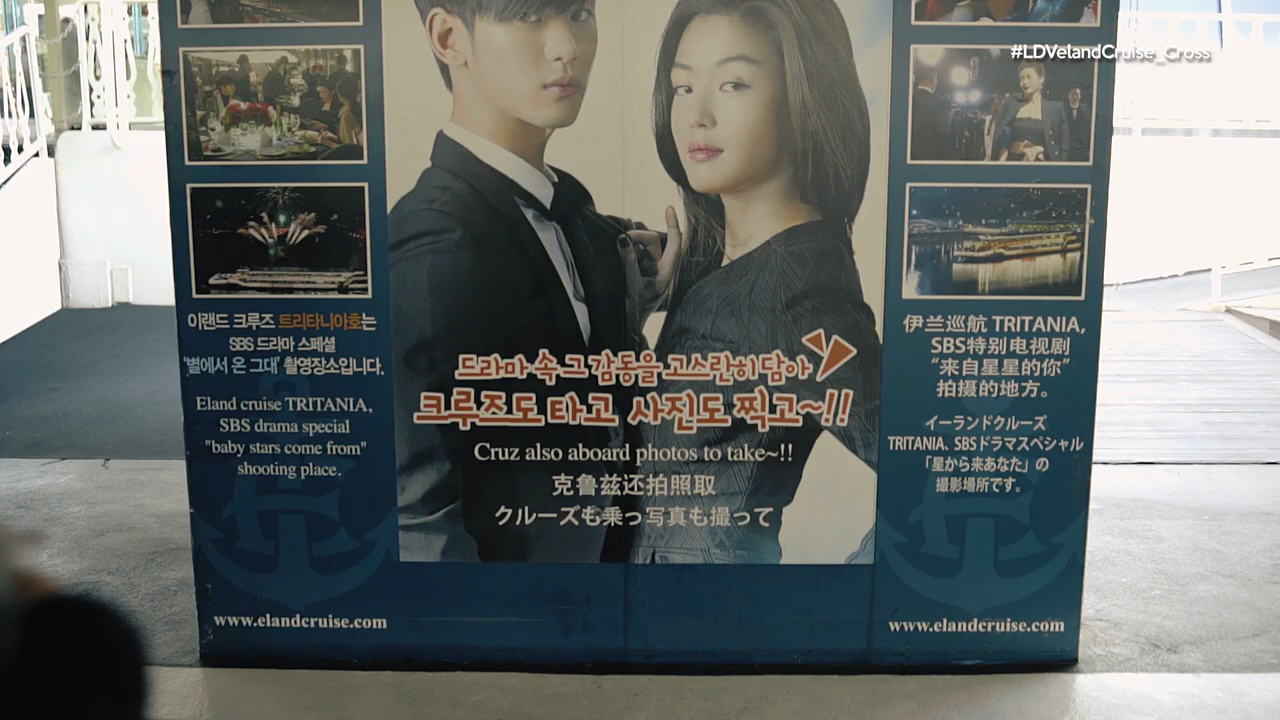 #LDVelandCruise_Cross
이랜드 크루즈 트리타니아호는
SBS 드라마 스페셜
'별에서 온 그대' 촬영장소입니다.
Eland cruise TRITANIA,
SBS drama special
"baby stars come from"
shooting place.
www.elandcruise.com
드라마 속 그 감동을 고스란히 담아
크루즈도 타고 사진도 찍고~!!
Cruz also aboard photos to take~!!
克鲁兹还拍照取
クルーズも乗っ写真も撮って
伊兰巡航 TRITANIA,
SBS特别电视剧
“来自星星的你”
拍摄的地方。
イーランドクルーズ
TRITANIA、SBSドラマスペシャル
「星から来あなた」の
撮影場所です。
www.elandcruise.com